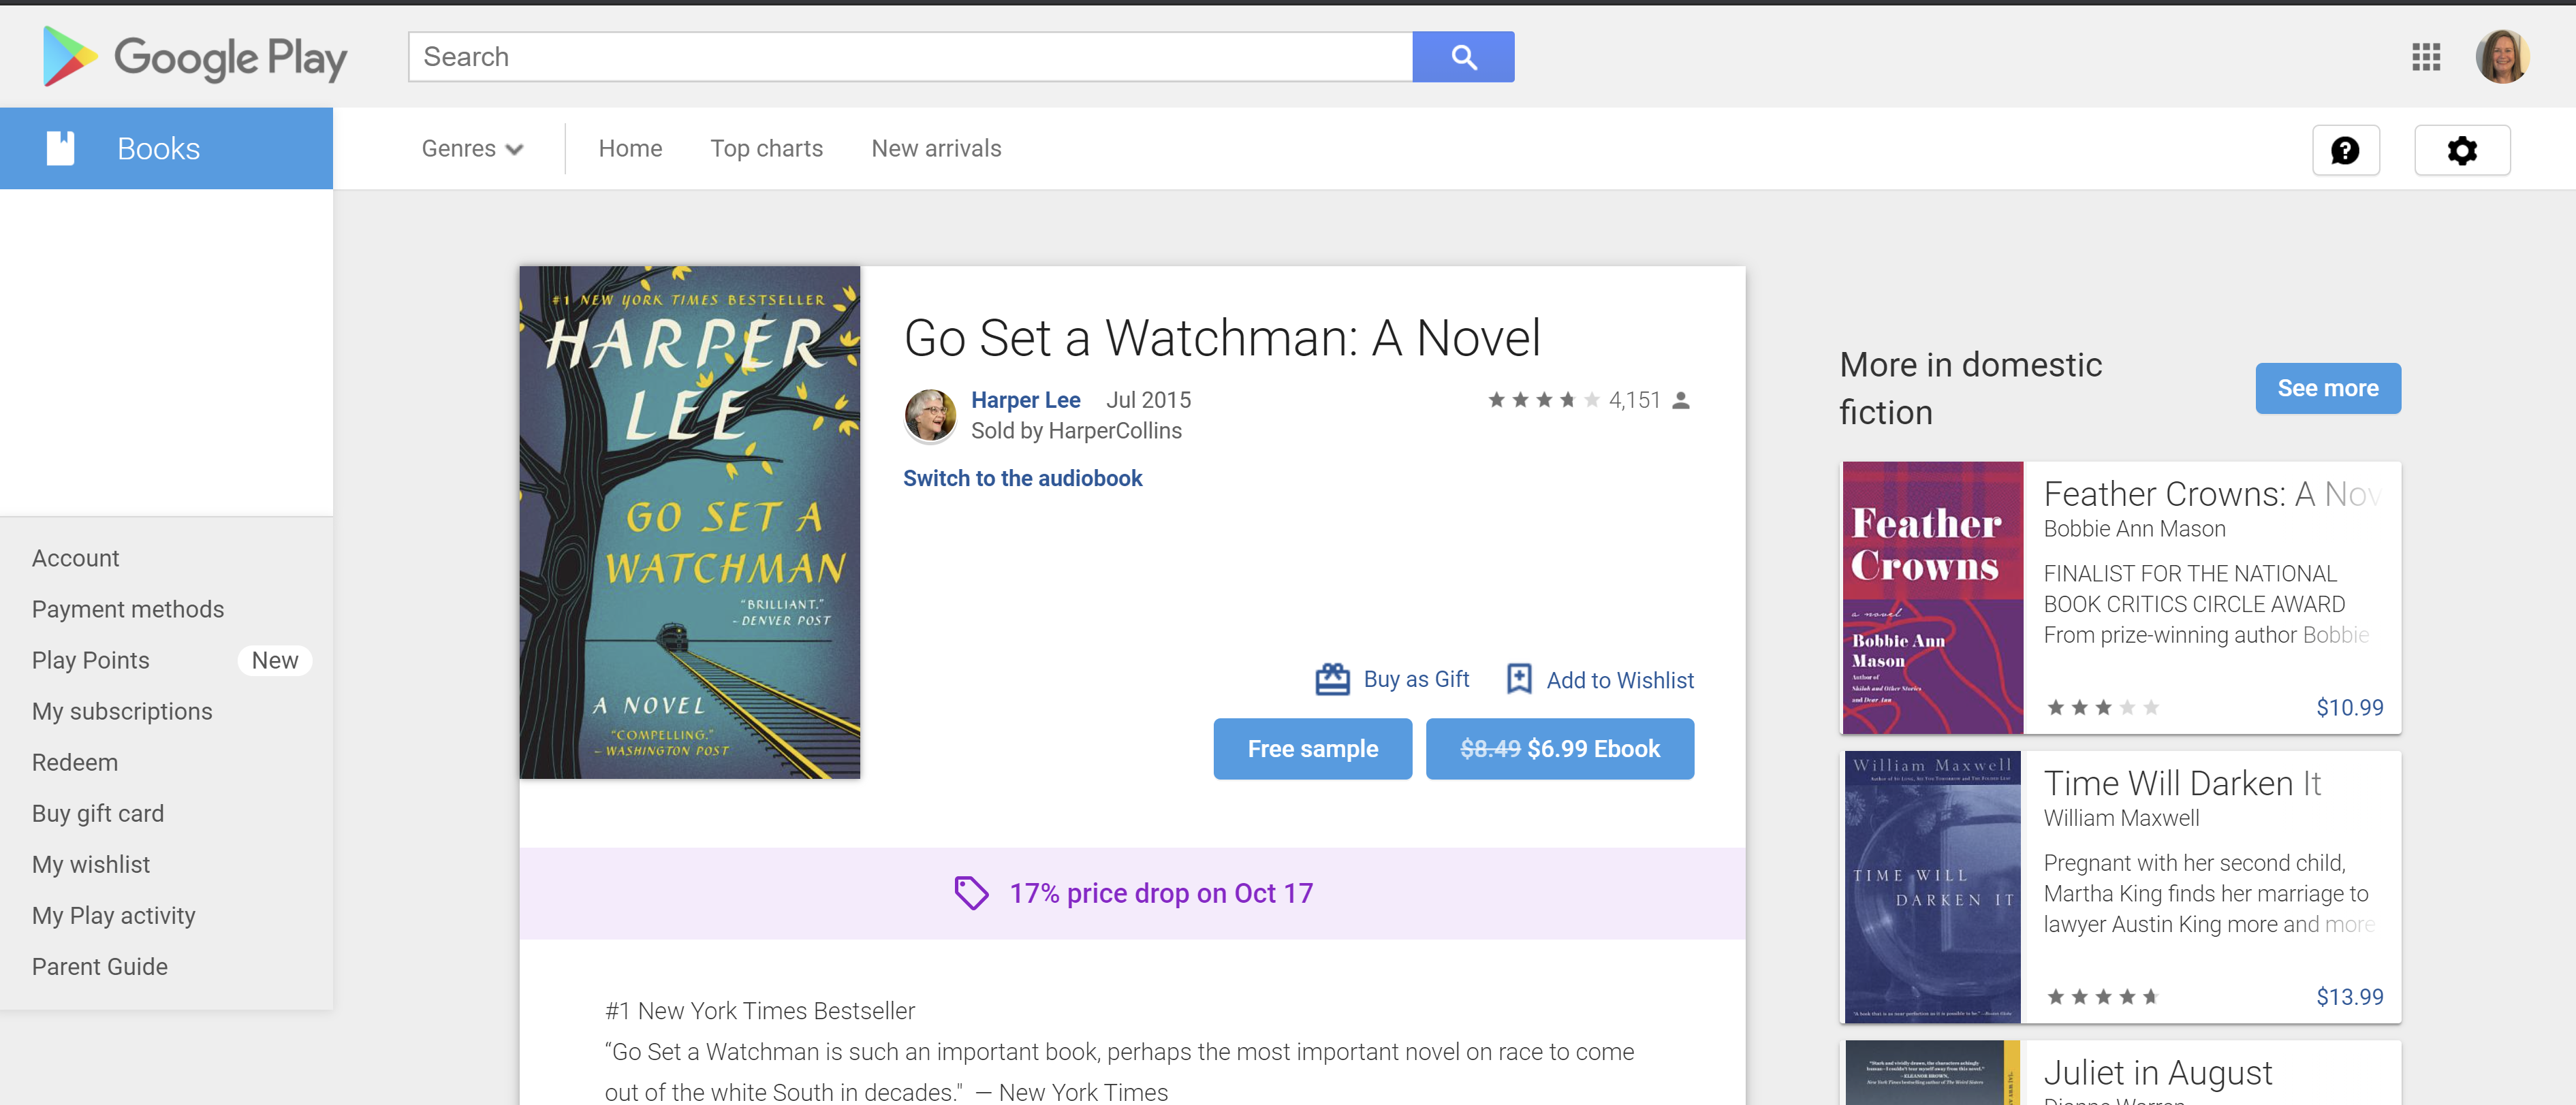 Google Play
Search
Books
Genres
Home
Top charts
New arrivals
Account
Payment methods
Play Points
New
My subscriptions
Redeem
Buy gift card
My wishlist
My Play activity
Parent Guide
#1 NEW YORK TIMES BESTSELLER
HARPER
LEE
GO SET A
WATCHMAN
"BRILLIANT."
- DENVER POST
A NOVEL
"COMPELLING."
- WASHINGTON POST
Go Set a Watchman: A Novel
Harper Lee Jul 2015
4,151
Sold by HarperCollins
Switch to the audiobook
Buy as Gift
Add to Wishlist
Free sample
$8.49 $6.99 Ebook
17% price drop on Oct 17
#1 New York Times Bestseller
“Go Set a Watchman is such an important book, perhaps the most important novel on race to come
out of the white South in decades." — New York Times
More in domestic
fiction
See more
Feather
Crowns
a novel
Bobbie Ann
Mason
Author of
Shiloh and Other Stories
and Dear Ann
Feather Crowns: A Nov
Bobbie Ann Mason
FINALIST FOR THE NATIONAL
BOOK CRITICS CIRCLE AWARD
From prize-winning author Bobbie
$10.99
William Maxwell
TIME WILL
DARKEN IT
Time Will Darken It
William Maxwell
Pregnant with her second child,
Martha King finds her marriage to
lawyer Austin King more and more
$13.99
Juliet in August